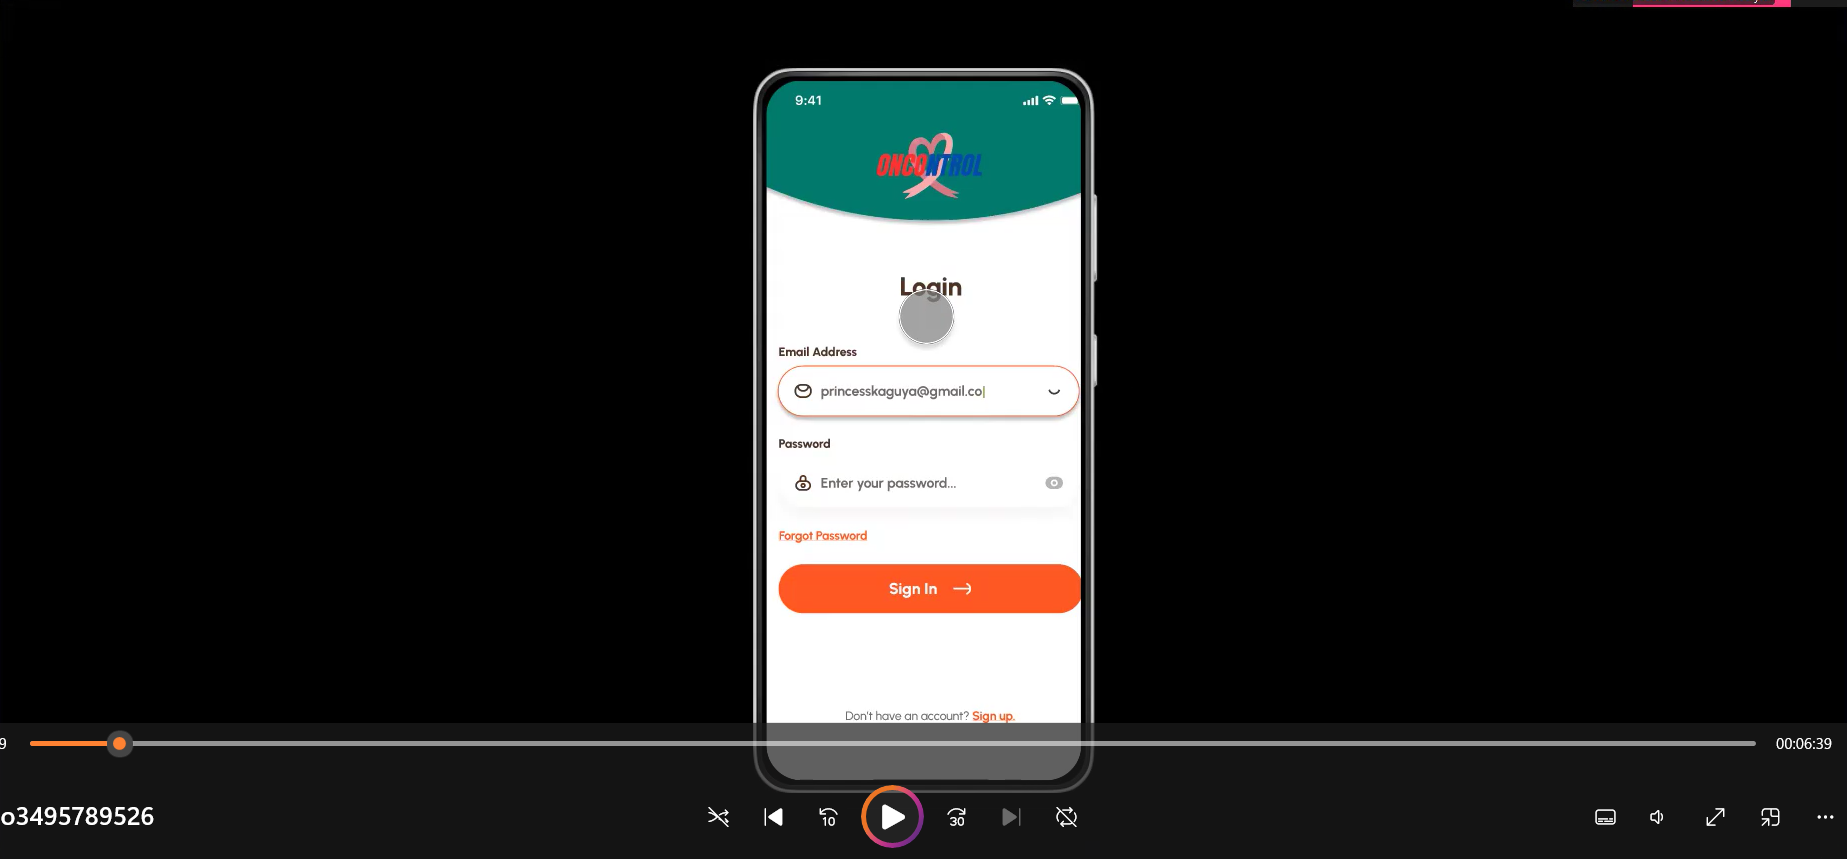 9:41
ONCONTROL
Login
Email Address
princesskaguya@gmail.co
Password
Enter your password...
Forgot Password
Sign In
Don't have an account? Sign up.
9
00:06:39
o3495789526
10
30